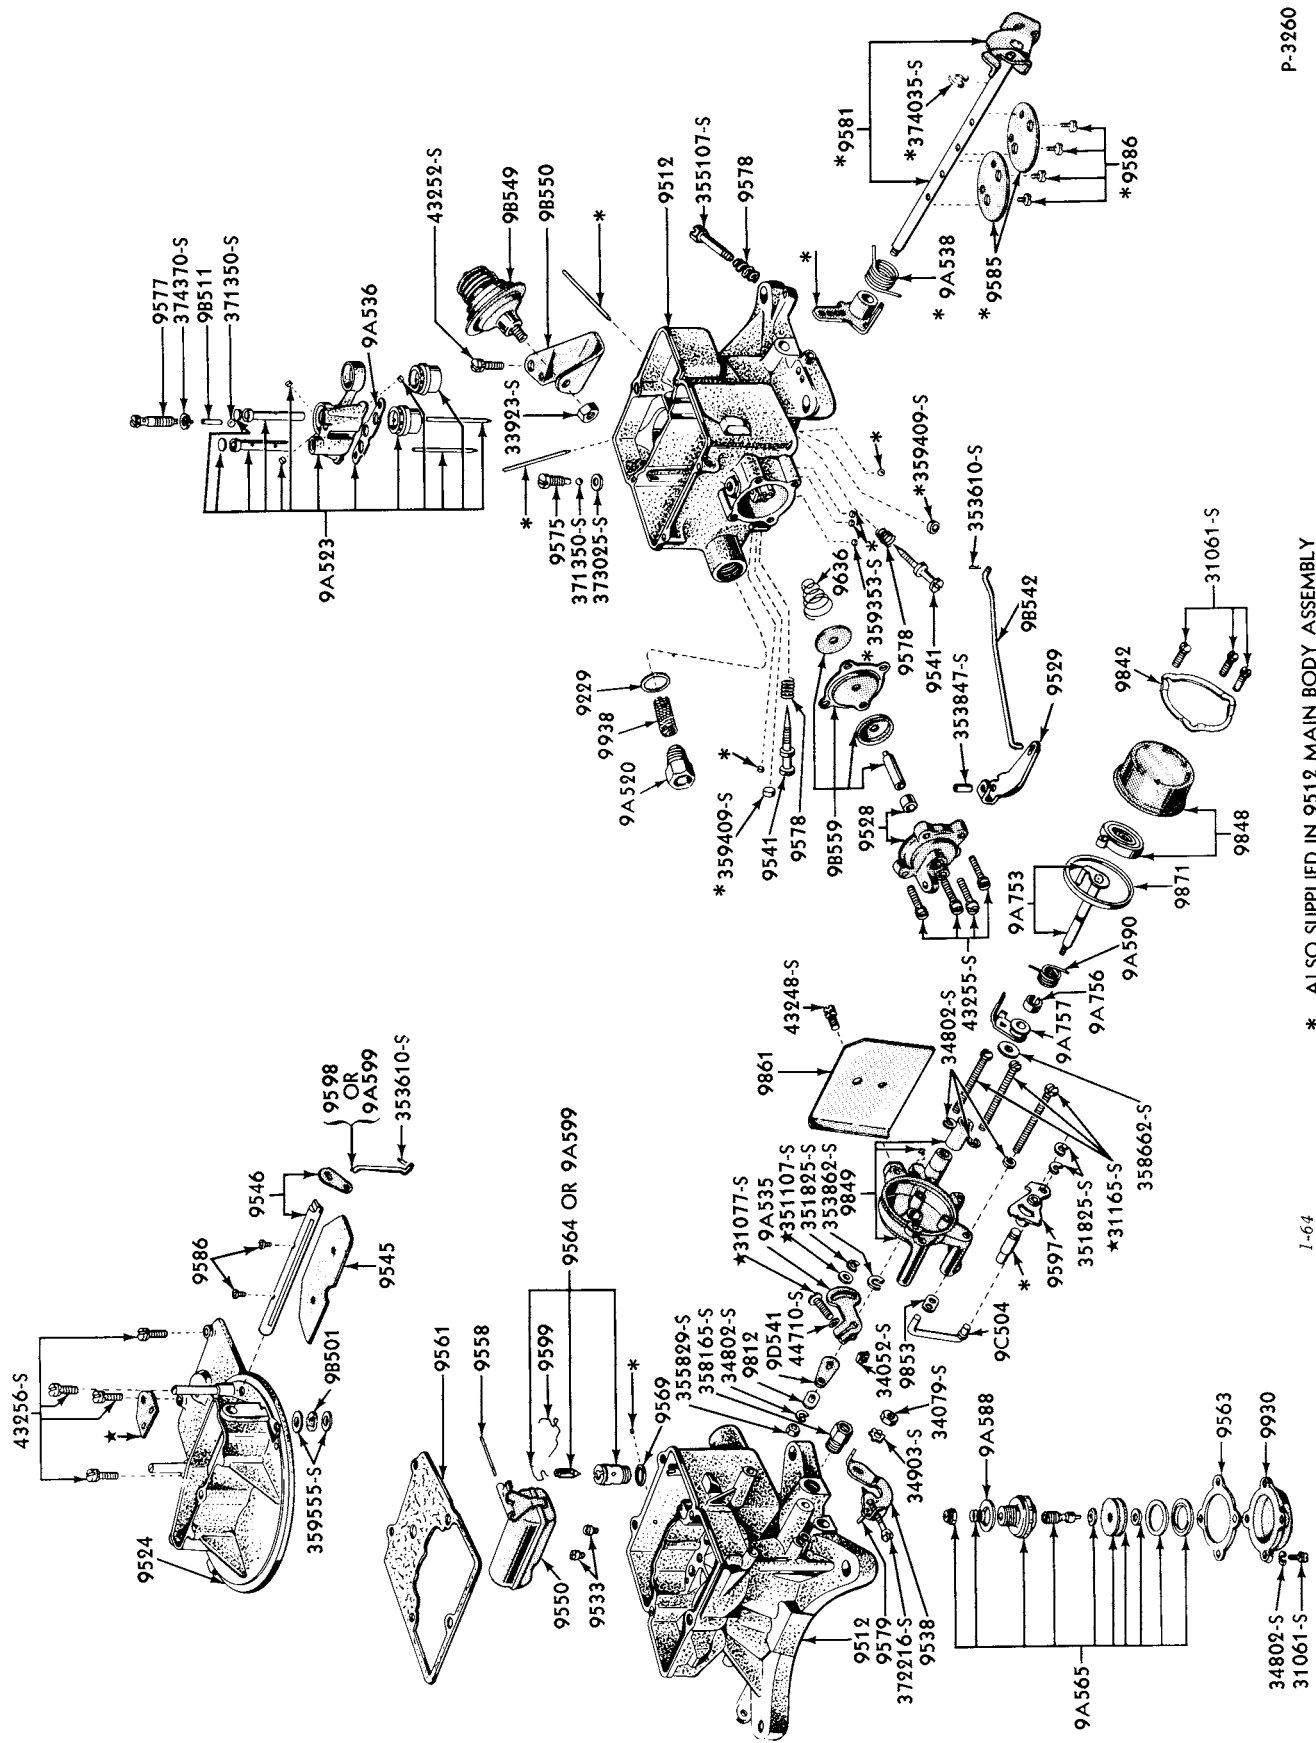 43256-S
9524
★
9586
9546
9598
OR
9A599
353610-S
9545
9B501
359555-S
9561
9558
9599
9564 OR 9A599
*
9569
9550
9533
355829-S
358165-S
34802-S
9812
9D541
44710-S
★31077-S
9A535
★351107-S
351825-S
353862-S
9849
9861
43248-S
34802-S
43255-S
34052-S
9853
9C504
34079-S
34903-S
9512
9579
372216-S
9538
*
9597
351825-S
★31165-S
358662-S
9A757
9A756
9A590
9A753
9871
9848
9842
31061-S
9A588
9A565
9563
9930
34802-S
31061-S
9577
374370-S
9B511
371350-S
9A536
9A523
43252-S
9B549
9B550
*
33923-S
*
9575
371350-S
373025-S
9512
355107-S
9578
*9581
*374035-S
*
*9A538
*9585
*9586
9229
9938
9A520
*
*359409-S
9541
9578
9B559
9528
9636
*359353-S
*
9578
9541
*
*359409-S
353610-S
9B542
353847-S
9529
* ALSO SUPPLIED IN 9512 MAIN BODY ASSEMBLY
1-64
P-3260